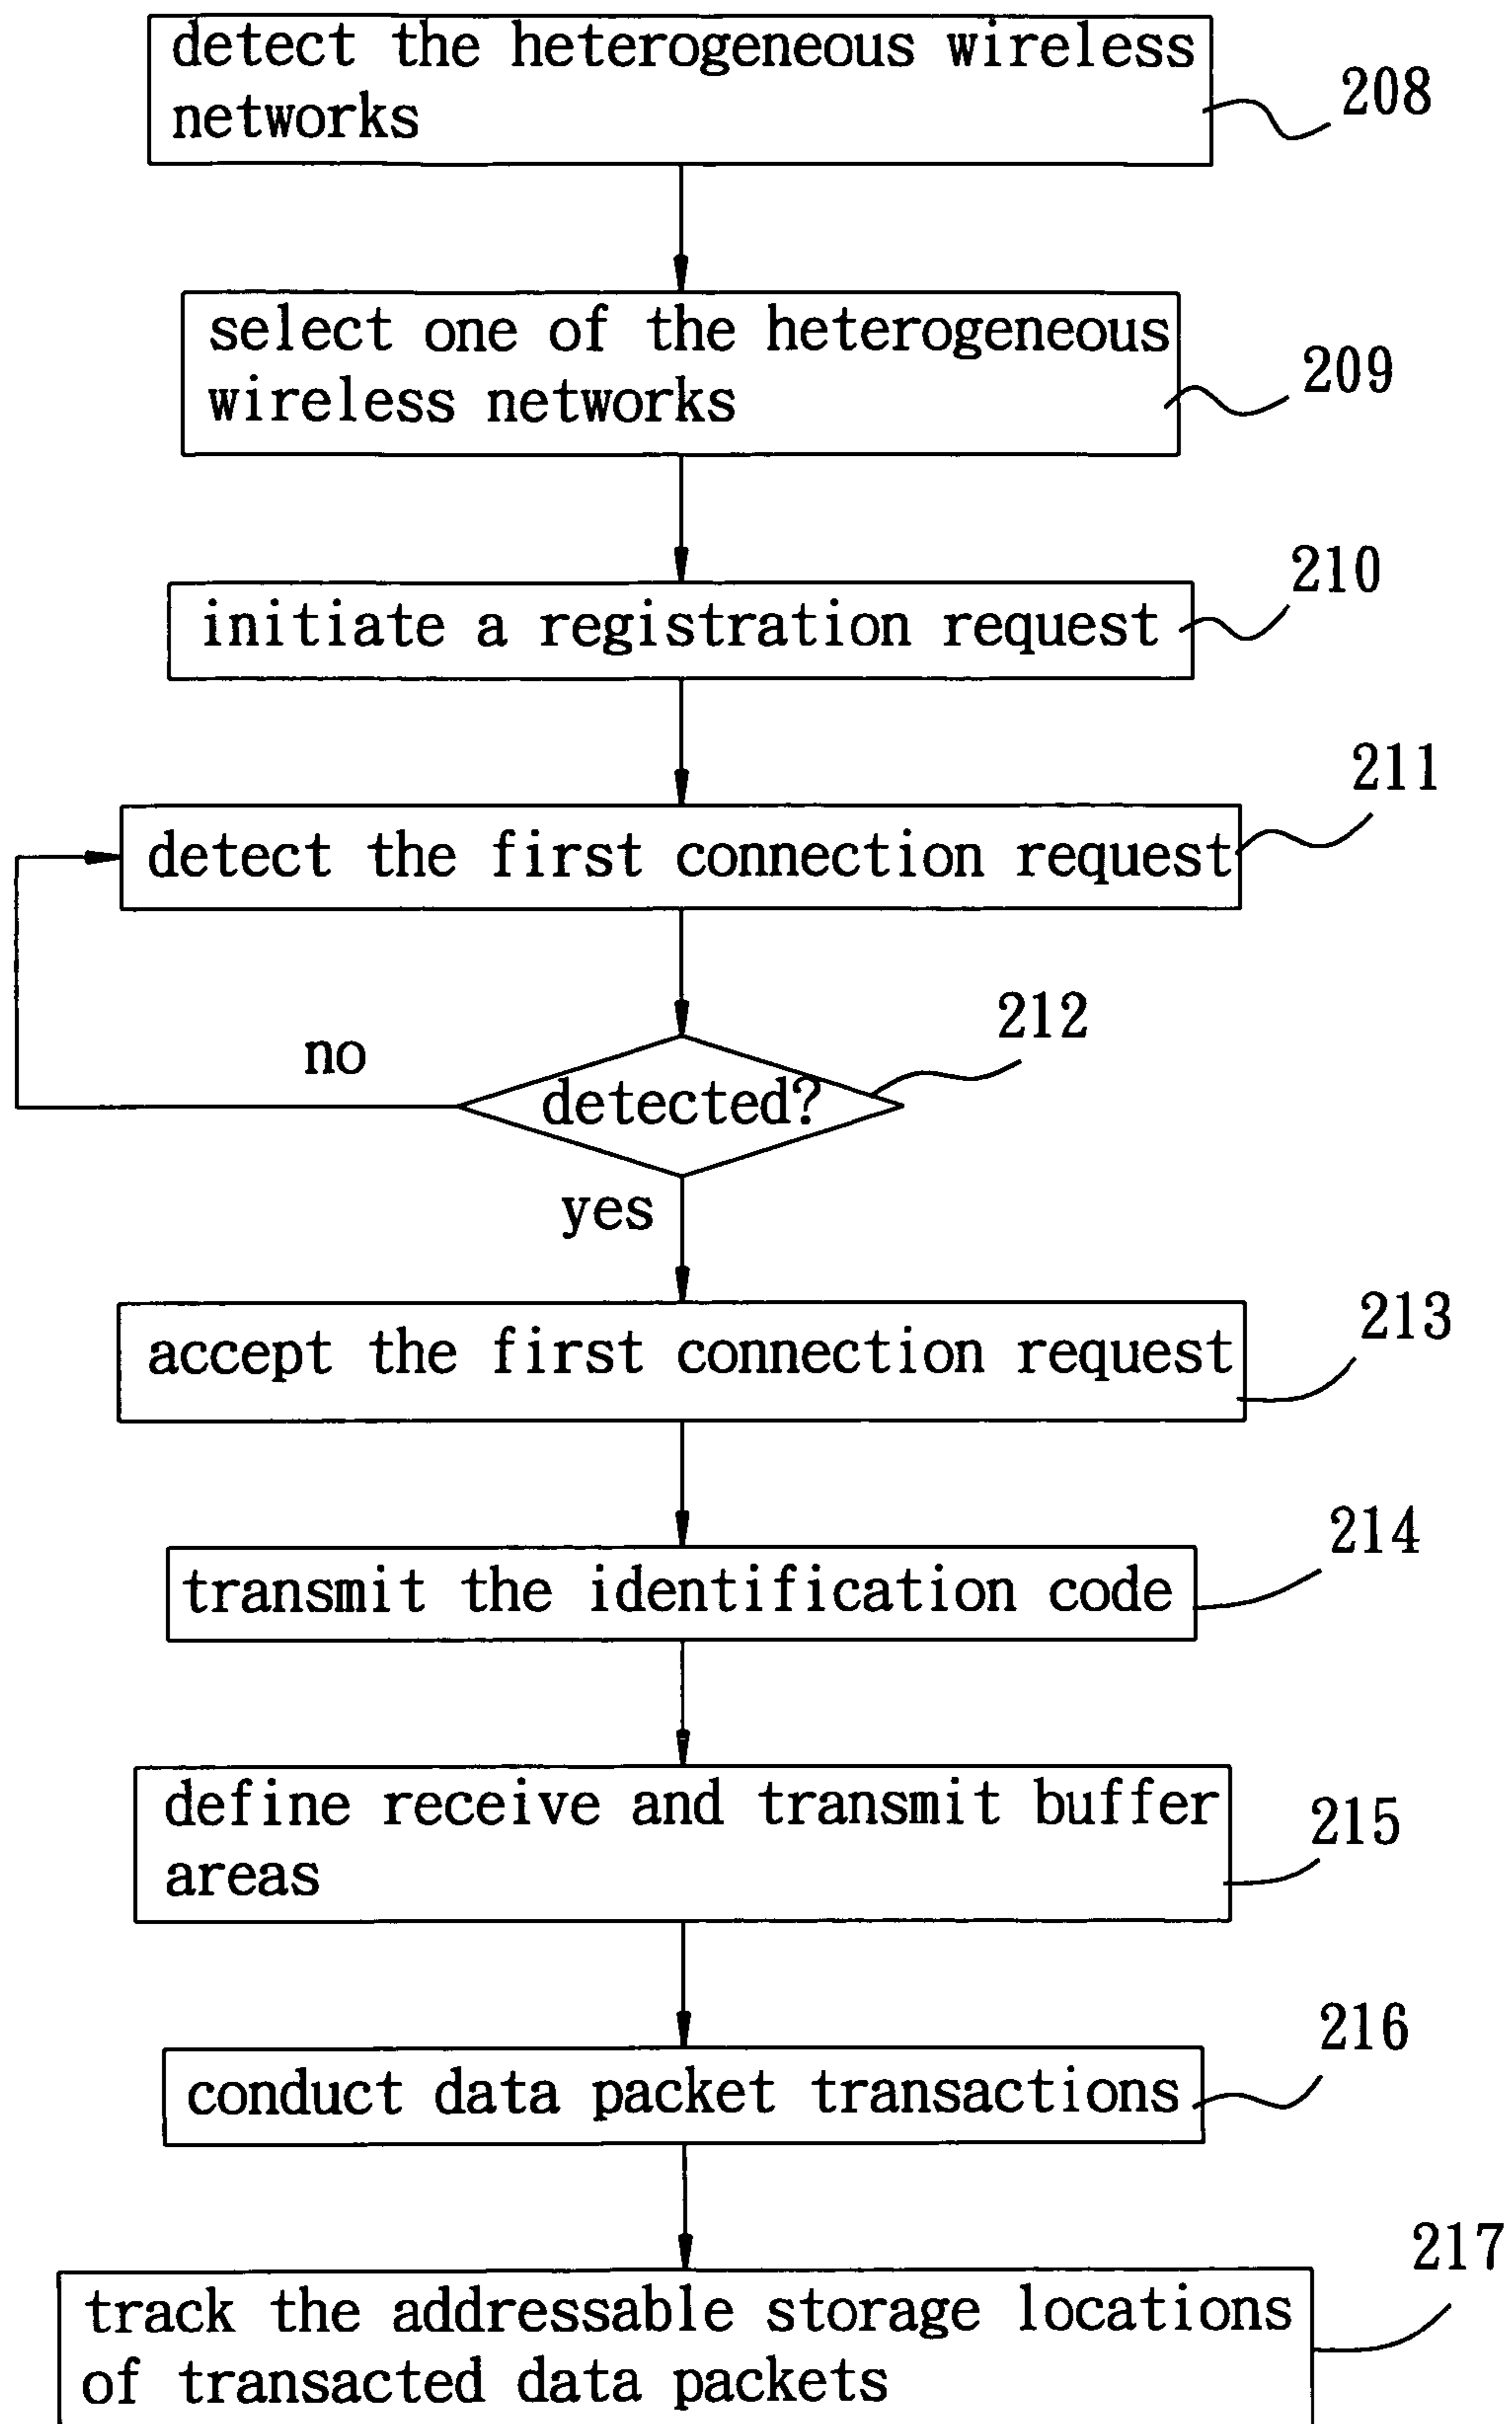 detect the heterogeneous wireless
networks
208
select one of the heterogeneous
wireless networks
209
initiate a registration request
210
detect the first connection request
211
detected?
212
no
yes
accept the first connection request
213
transmit the identification code
214
define receive and transmit buffer
areas
215
conduct data packet transactions
216
track the addressable storage locations
of transacted data packets
217